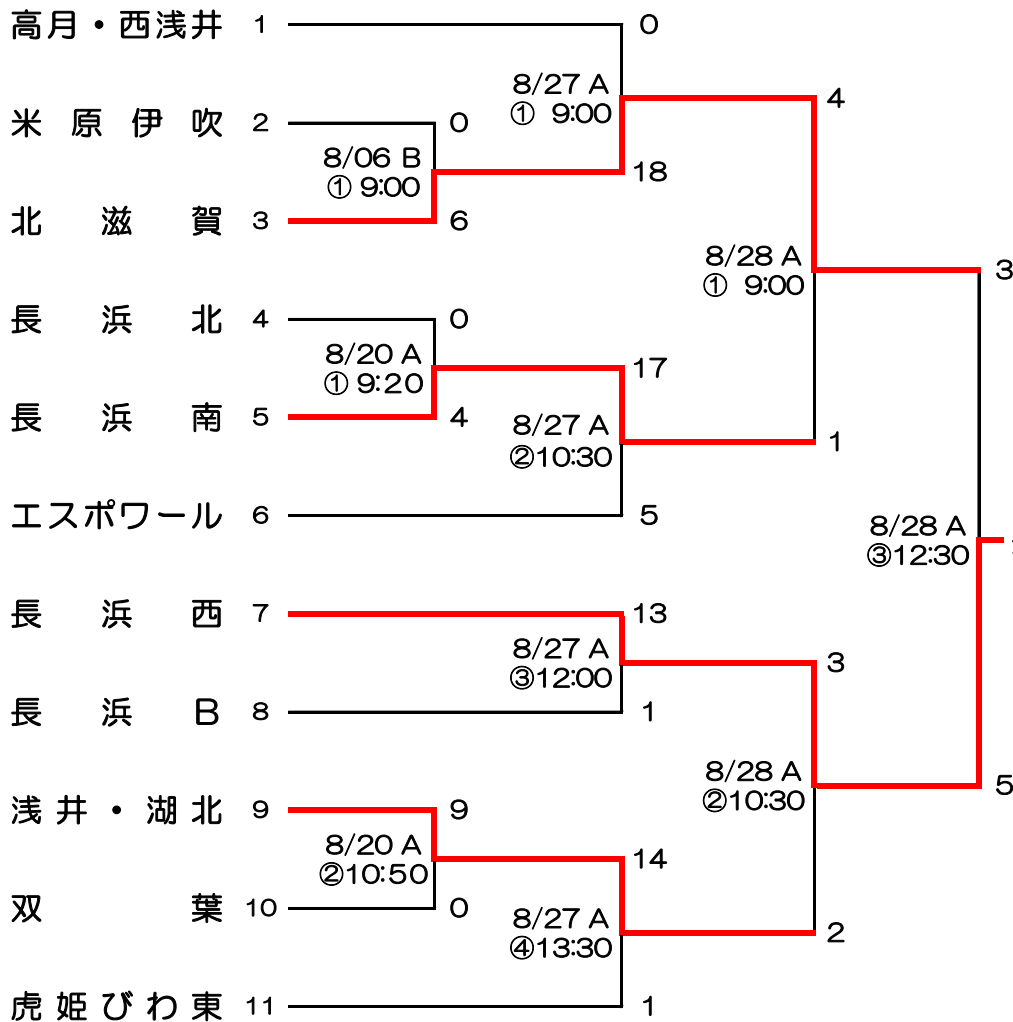 高月・西浅井 1 0
8/27 A
① 9:00
4
米原伊吹 2 0
8/06 B
① 9:00
18
北滋賀 3 6
8/28 A
① 9:00
3
長浜北 4 0
8/20 A
① 9:20
17
長浜南 5 4
8/27 A
②10:30
1
エスポワール 6 5
8/28 A
③12:30
長浜西 7 13
8/27 A
③12:00
3
長浜B 8 1
8/28 A
②10:30
5
浅井・湖北 9 9
8/20 A
②10:50
14
双葉 10 0
8/27 A
④13:30
2
虎姫びわ東 11 1